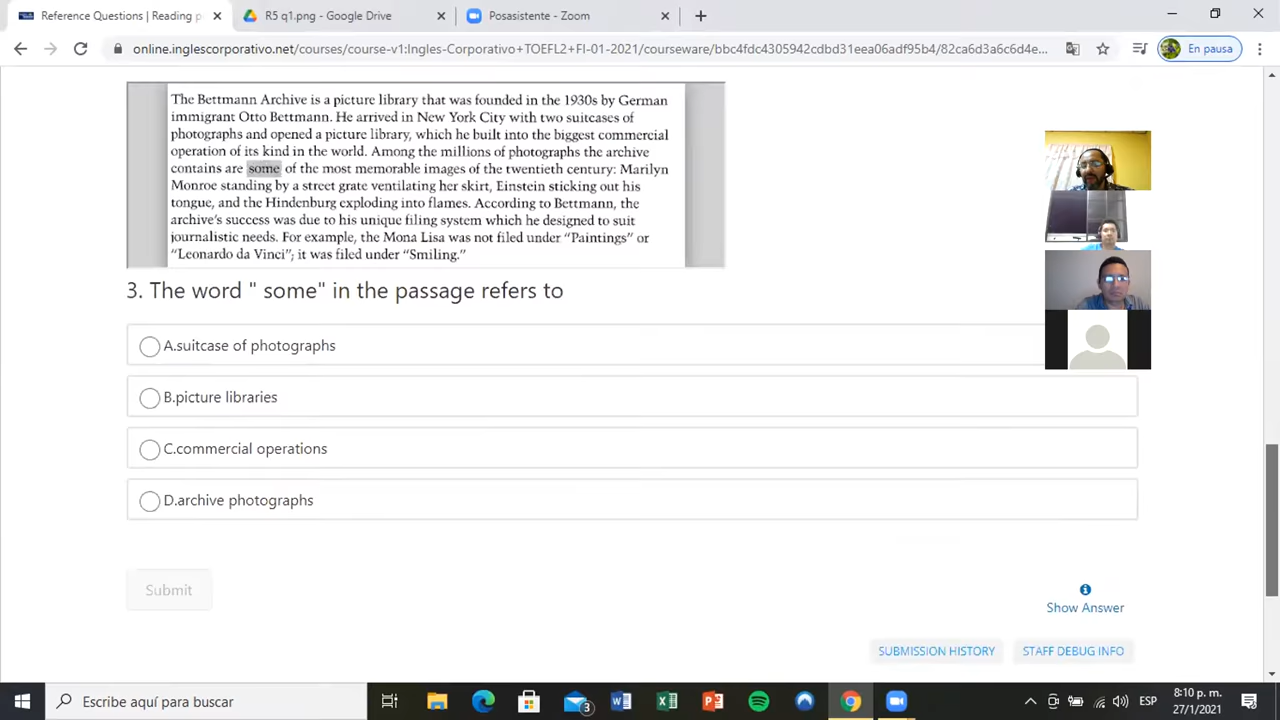 Reference Questions | Reading p
R5 q1.png - Google Drive
Posasistente - Zoom
online.inglescorporativo.net/courses/course-v1:Ingles-Corporativo+TOEFL2+FI-01-2021/courseware/bbc4fdc4305942cdbd31eea06adf95b4/82ca6d3a6c6d4e...
En pausa
The Bettmann Archive is a picture library that was founded in the 1930s by German
immigrant Otto Bettmann. He arrived in New York City with two suitcases of
photographs and opened a picture library, which he built into the biggest commercial
operation of its kind in the world. Among the millions of photographs the archive
contains are some of the most memorable images of the twentieth century: Marilyn
Monroe standing by a street grate ventilating her skirt, Einstein sticking out his
tongue, and the Hindenburg exploding into flames. According to Bettmann, the
archive's success was due to his unique filing system which he designed to suit
journalistic needs. For example, the Mona Lisa was not filed under "Paintings" or
"Leonardo da Vinci"; it was filed under "Smiling."
3. The word " some" in the passage refers to
A.suitcase of photographs
B.picture libraries
C.commercial operations
D.archive photographs
Submit
Show Answer
SUBMISSION HISTORY
STAFF DEBUG INFO
Escribe aquí para buscar
3
ESP
8:10 p. m.
27/1/2021